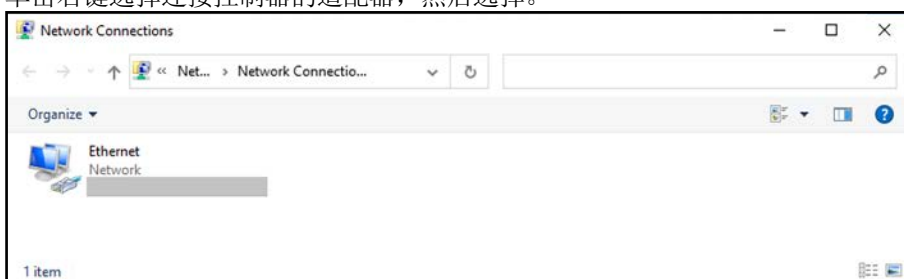 单击右键选择连接控制器的适配器，然后选择。
Network Connections
« Net... › Network Connectio...
Organize
Ethernet
Network
1 item